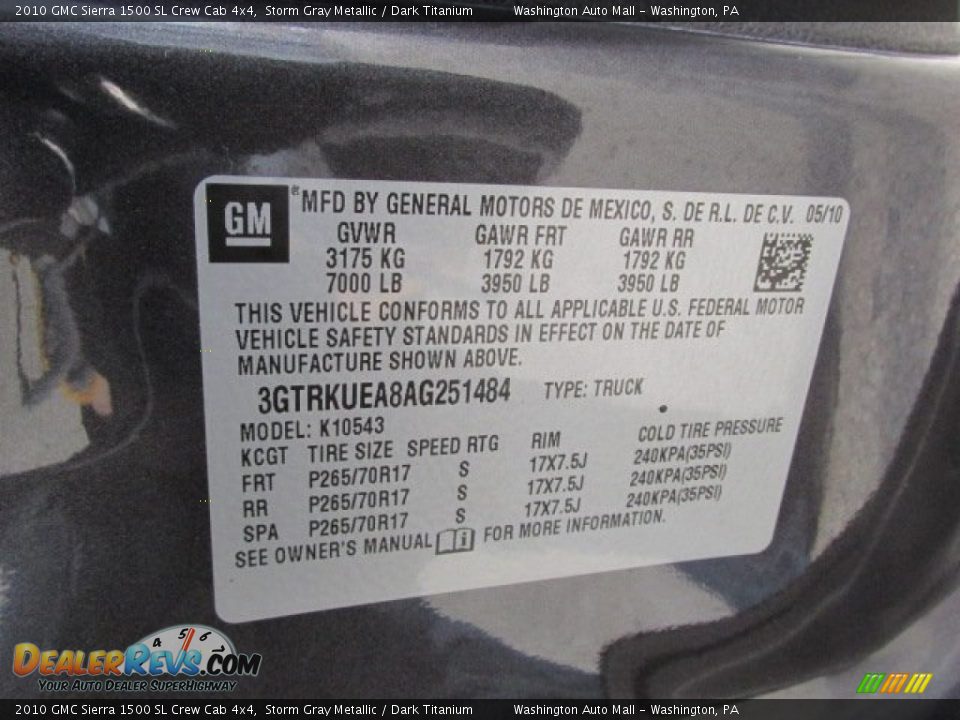 2010 GMC Sierra 1500 SL Crew Cab 4x4, Storm Gray Metallic / Dark Titanium Washington Auto Mall - Washington, PA
GM ® MFD BY GENERAL MOTORS DE MEXICO, S. DE R.L. DE C.V. 05/10
GVWR GAWR FRT GAWR RR
3175 KG 1792 KG 1792 KG
7000 LB 3950 LB 3950 LB
THIS VEHICLE CONFORMS TO ALL APPLICABLE U.S. FEDERAL MOTOR
VEHICLE SAFETY STANDARDS IN EFFECT ON THE DATE OF
MANUFACTURE SHOWN ABOVE.
3GTRKUEA8AG251484 TYPE: TRUCK
MODEL: K10543
KCGT TIRE SIZE SPEED RTG RIM COLD TIRE PRESSURE
FRT P265/70R17 S 17X7.5J 240KPA(35PSI)
RR P265/70R17 S 17X7.5J 240KPA(35PSI)
SPA P265/70R17 S 17X7.5J 240KPA(35PSI)
SEE OWNER'S MANUAL i FOR MORE INFORMATION.
4 5 6
DEALERREVS.COM
YOUR AUTO DEALER SUPERHIGHWAY
2010 GMC Sierra 1500 SL Crew Cab 4x4, Storm Gray Metallic / Dark Titanium Washington Auto Mall - Washington, PA